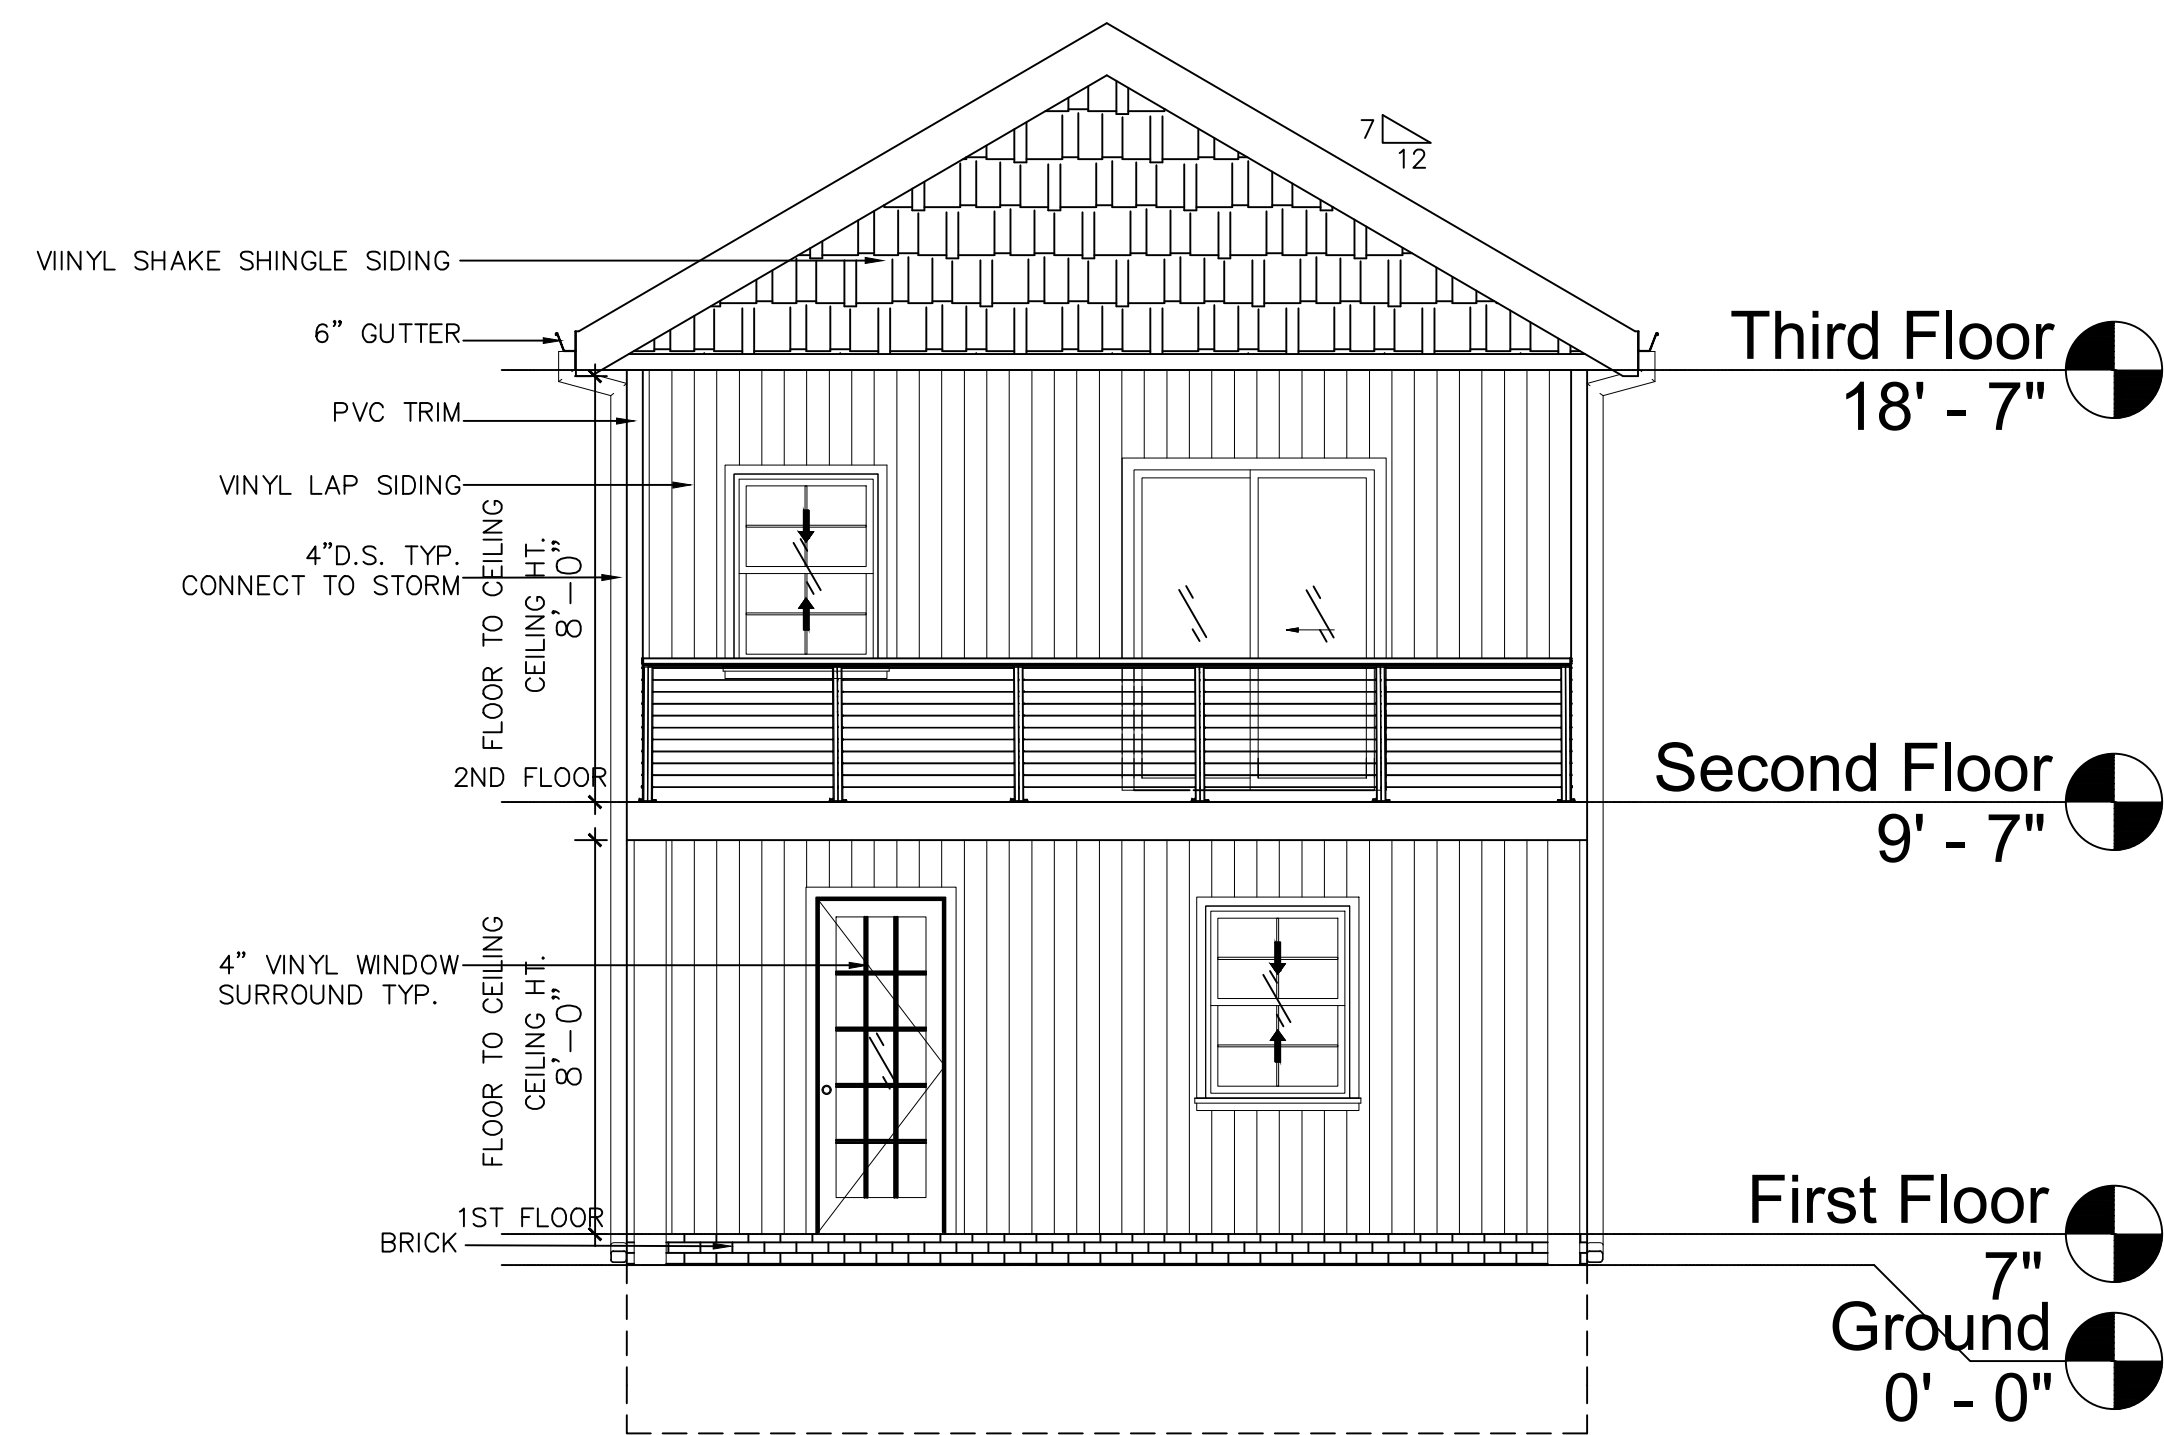 7
12
VIINYL SHAKE SHINGLE SIDING
6" GUTTER
Third Floor
18' - 7"
PVC TRIM
VINYL LAP SIDING
4"D.S. TYP.
CONNECT TO STORM
FLOOR TO CEILING
CEILING HT.
8'-0"
2ND FLOOR
Second Floor
9' - 7"
4" VINYL WINDOW
SURROUND TYP.
FLOOR TO CEILING
CEILING HT.
8'-0"
1ST FLOOR
BRICK
First Floor
7"
Ground
0' - 0"